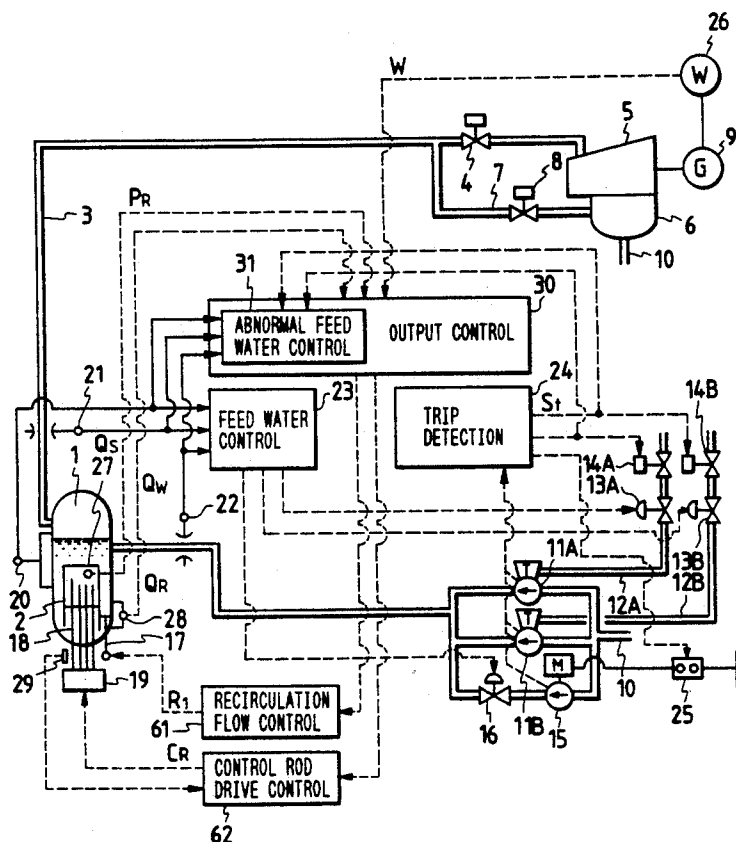 26
W
W
5
9
8
4
G
PR
3
7
6
10
31
30
ABNORMAL FEED
WATER CONTROL
OUTPUT CONTROL
24
21
23
14B
FEED WATER
CONTROL
TRIP
DETECTION
St
QS
1
27
QW
14A
13A
22
11A
13B
12B
20
QR
12A
2
18
28
17
M
10
29
19
R1
RECIRCULATION
FLOW CONTROL
61
16
11B
15
25
CR
CONTROL ROD
DRIVE CONTROL
62